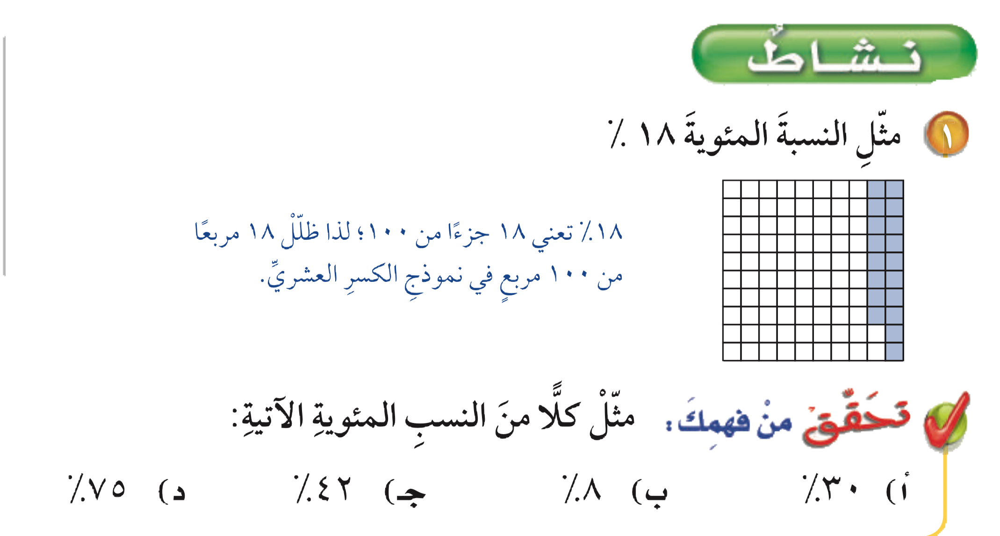 نشاطٌ
١ مثّلِ النسبةَ المئويةَ ١٨ ٪
١٨٪ تعني ١٨ جزءًا من ١٠٠؛ لذا ظلّلْ ١٨ مربعًا
من ١٠٠ مربعٍ في نموذجِ الكسرِ العشريِّ.
تَحَقَّقْ منْ فهمِكَ: مثّلْ كلًّا منَ النسبِ المئويةِ الآتيةِ:
أ) ٣٠٪ ب) ٨٪ جـ) ٤٢٪ د) ٧٥٪